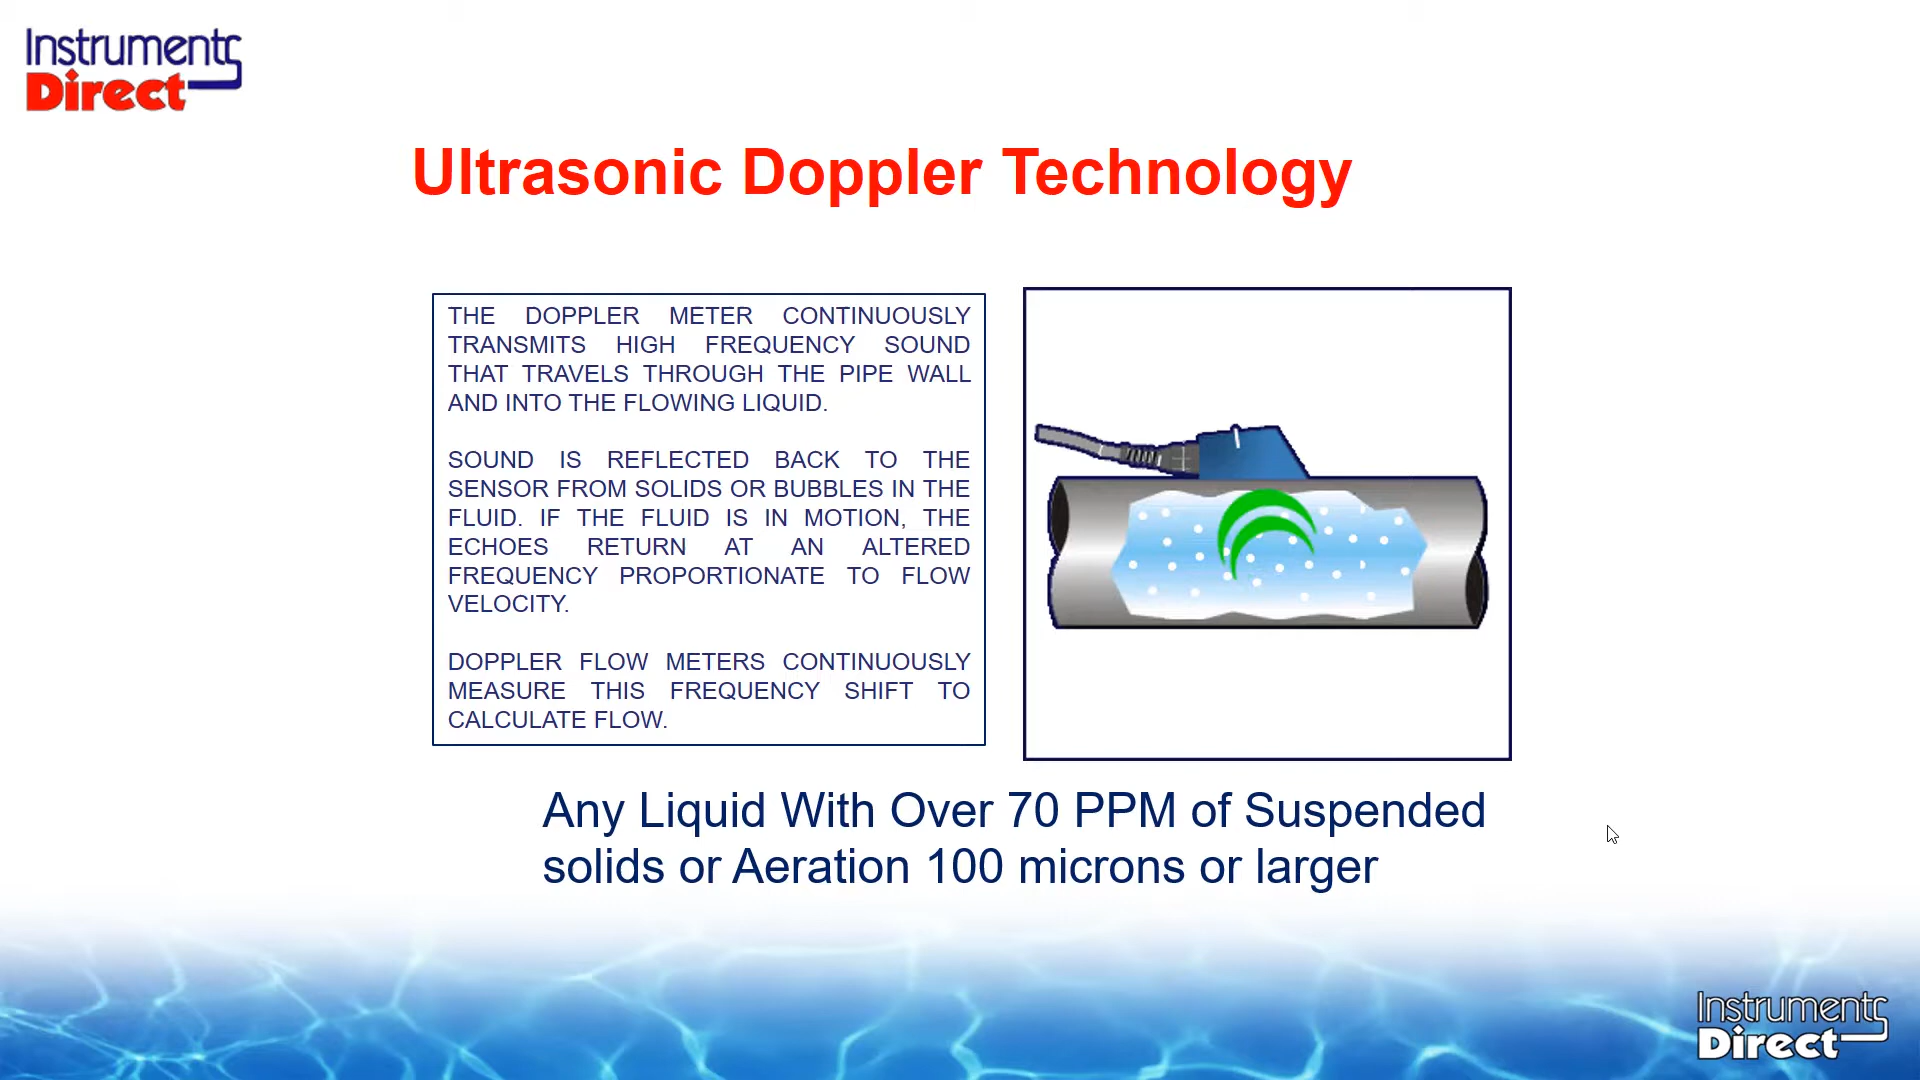 Instruments
Direct
Ultrasonic Doppler Technology
THE DOPPLER METER CONTINUOUSLY
TRANSMITS HIGH FREQUENCY SOUND
THAT TRAVELS THROUGH THE PIPE WALL
AND INTO THE FLOWING LIQUID.
SOUND IS REFLECTED BACK TO THE
SENSOR FROM SOLIDS OR BUBBLES IN THE
FLUID. IF THE FLUID IS IN MOTION, THE
ECHOES RETURN AT AN ALTERED
FREQUENCY PROPORTIONATE TO FLOW
VELOCITY.
DOPPLER FLOW METERS CONTINUOUSLY
MEASURE THIS FREQUENCY SHIFT TO
CALCULATE FLOW.
Any Liquid With Over 70 PPM of Suspended
solids or Aeration 100 microns or larger
Instruments
Direct